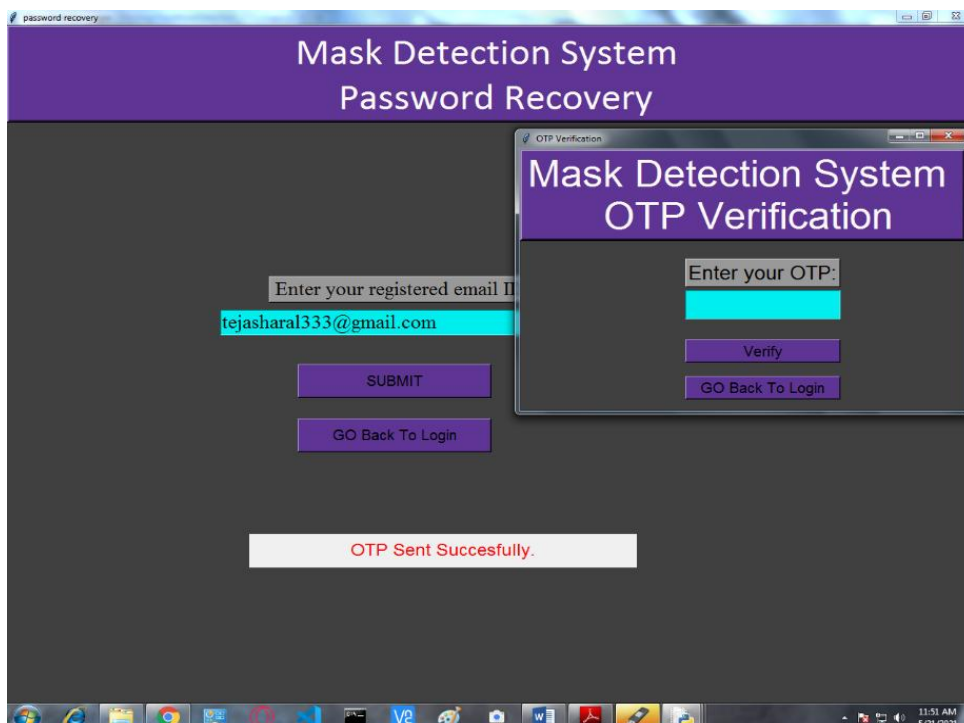 password recovery
Mask Detection System
Password Recovery
OTP Verification
Mask Detection System
OTP Verification
Enter your OTP:
Verify
GO Back To Login
Enter your registered email I
tejasharal333@gmail.com
SUBMIT
GO Back To Login
OTP Sent Succesfully.
11:51 AM